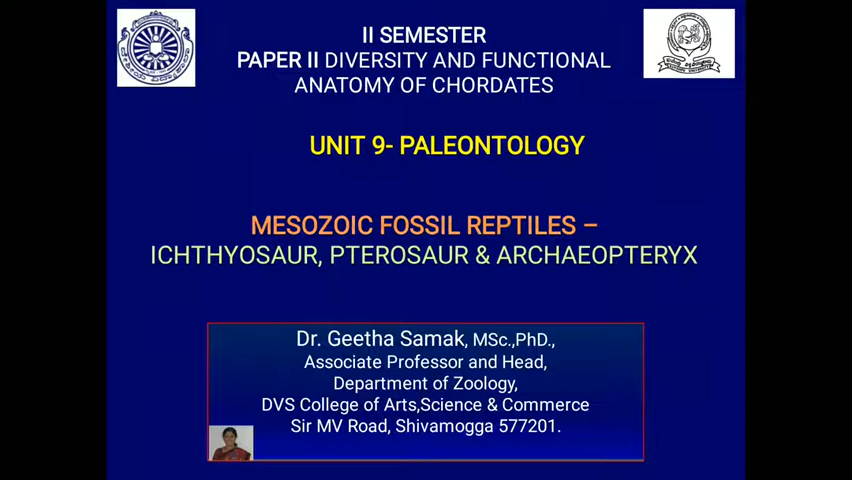 II SEMESTER
PAPER II DIVERSITY AND FUNCTIONAL
ANATOMY OF CHORDATES
UNIT 9- PALEONTOLOGY
MESOZOIC FOSSIL REPTILES –
ICHTHYOSAUR, PTEROSAUR & ARCHAEOPTERYX
Dr. Geetha Samak, MSc.,PhD.,
Associate Professor and Head,
Department of Zoology,
DVS College of Arts,Science & Commerce
Sir MV Road, Shivamogga 577201.